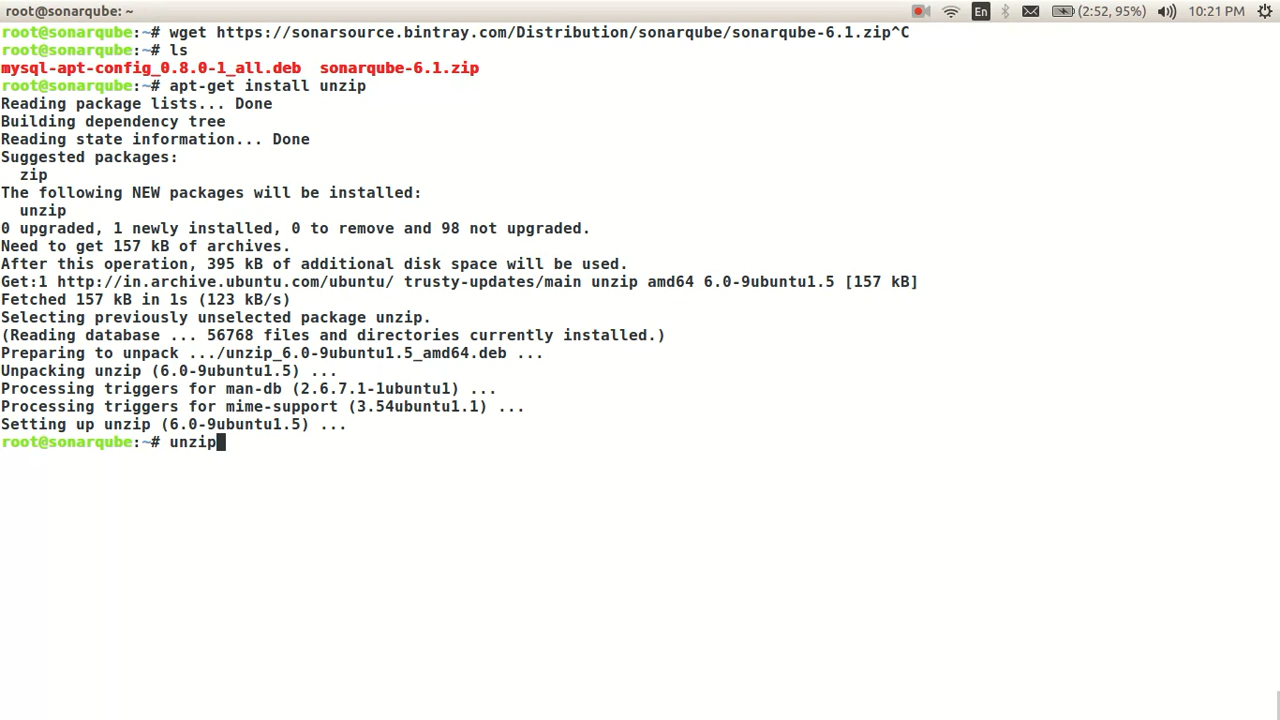 root@sonarqube: ~
En
(2:52, 95%)
10:21 PM
root@sonarqube:~# wget https://sonarsource.bintray.com/Distribution/sonarqube/sonarqube-6.1.zip^C
root@sonarqube:~# ls
mysql-apt-config_0.8.0-1_all.deb  sonarqube-6.1.zip
root@sonarqube:~# apt-get install unzip
Reading package lists... Done
Building dependency tree
Reading state information... Done
Suggested packages:
  zip
The following NEW packages will be installed:
  unzip
0 upgraded, 1 newly installed, 0 to remove and 98 not upgraded.
Need to get 157 kB of archives.
After this operation, 395 kB of additional disk space will be used.
Get:1 http://in.archive.ubuntu.com/ubuntu/ trusty-updates/main unzip amd64 6.0-9ubuntu1.5 [157 kB]
Fetched 157 kB in 1s (123 kB/s)
Selecting previously unselected package unzip.
(Reading database ... 56768 files and directories currently installed.)
Preparing to unpack .../unzip_6.0-9ubuntu1.5_amd64.deb ...
Unpacking unzip (6.0-9ubuntu1.5) ...
Processing triggers for man-db (2.6.7.1-1ubuntu1) ...
Processing triggers for mime-support (3.54ubuntu1.1) ...
Setting up unzip (6.0-9ubuntu1.5) ...
root@sonarqube:~# unzip